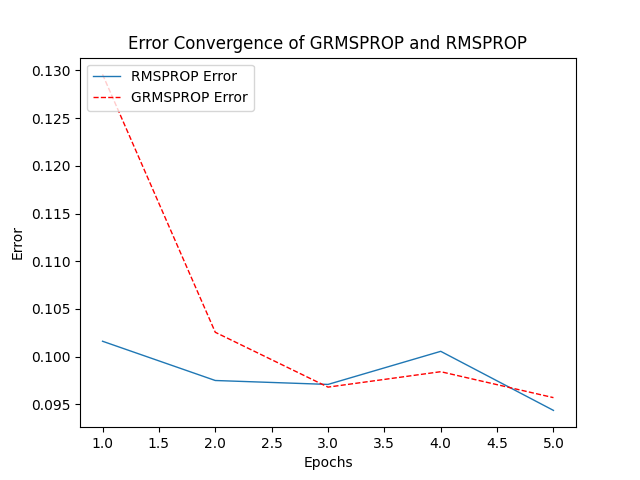 Error Convergence of GRMSPROP and RMSPROP
RMSPROP Error
GRMSPROP Error
0.130
0.125
0.120
0.115
0.110
0.105
0.100
0.095
Error
1.0 1.5 2.0 2.5 3.0 3.5 4.0 4.5 5.0
Epochs